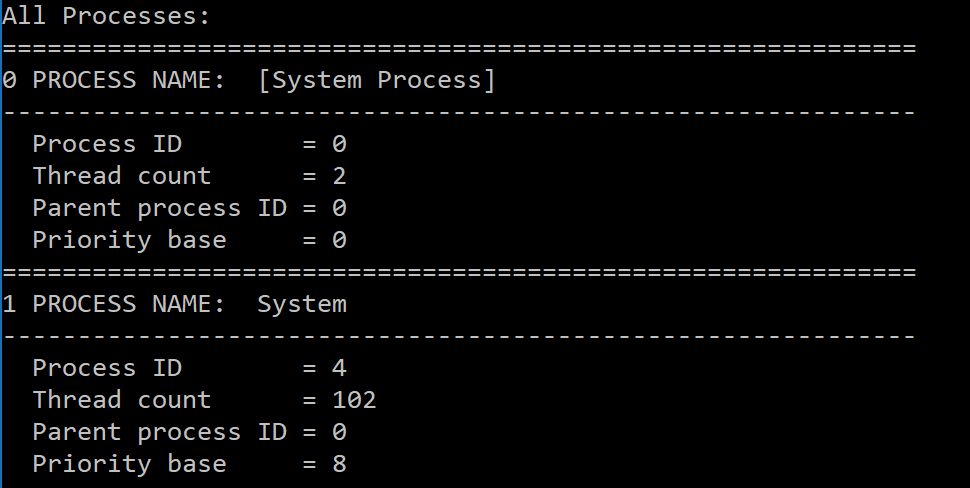 All Processes:
=============================================================
0 PROCESS NAME:  [System Process]
-------------------------------------------------------------
  Process ID        = 0
  Thread count      = 2
  Parent process ID = 0
  Priority base     = 0
=============================================================
1 PROCESS NAME:  System
-------------------------------------------------------------
  Process ID        = 4
  Thread count      = 102
  Parent process ID = 0
  Priority base     = 8